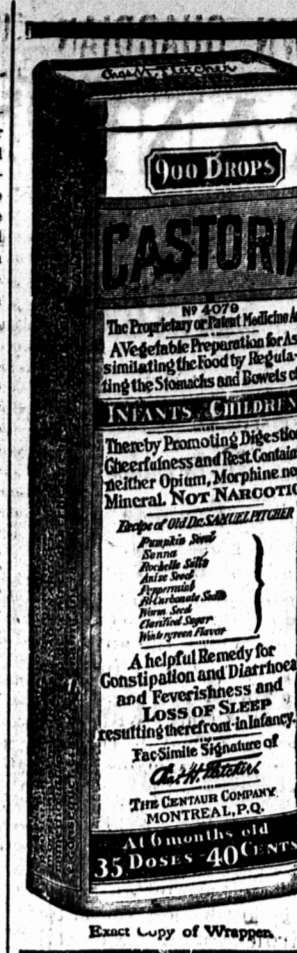 Chas. H. Fletcher
900 DROPS
CASTORIA
Nº 4079
The Proprietary or Patent Medicine A
A Vegetable Preparation for As
similating the Food by Regula-
ting the Stomachs and Bowels of
INFANTS CHILDREN
Thereby Promoting Digestion
Cheerfulness and Rest. Contains
neither Opium, Morphine nor
Mineral. NOT NARCOTIC
Recipe of Old Dr. SAMUEL PITCHER
Pumpkin Seed
Senna
Rochelle Salts
Anise Seed
Peppermint
Bi Carbonate Soda
Worm Seed
Clarified Sugar
Wintergreen Flavor
A helpful Remedy for
Constipation and Diarrhoea
and Feverishness and
LOSS OF SLEEP
resulting therefrom in Infancy.
Fac Simile Signature of
Chas. H. Fletcher.
THE CENTAUR COMPANY
MONTREAL, P.Q.
At 6 months old
35 DOSES - 40 CENTS
Exact Copy of Wrapper.